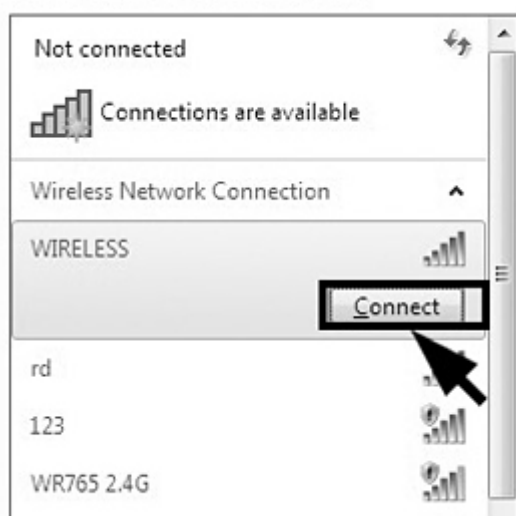 Not connected
Connections are available
Wireless Network Connection
WIRELESS
Connect
rd
123
WR765 2.4G